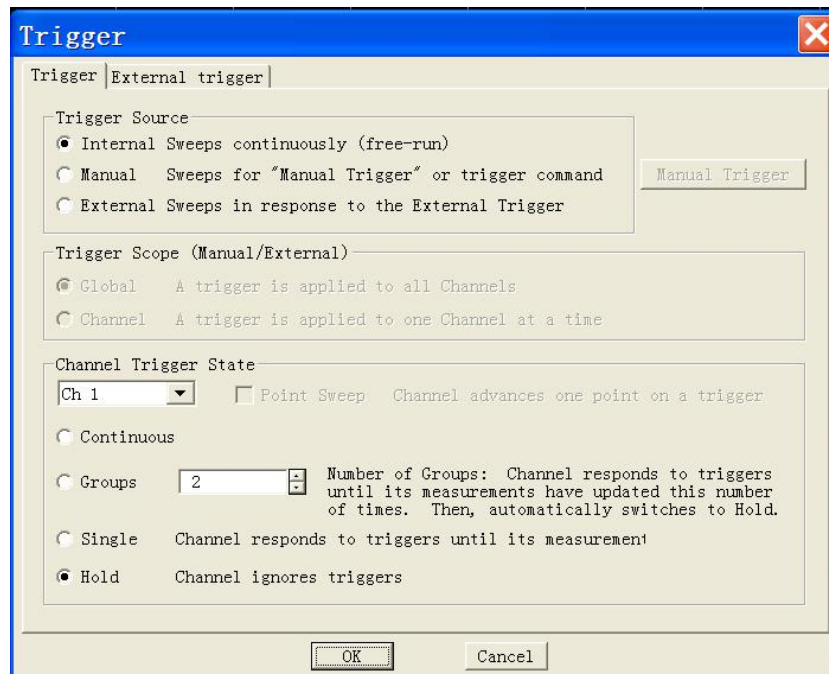 Trigger
Trigger External trigger
Trigger Source
Internal Sweeps continuously (free-run)
Manual Sweeps for "Manual Trigger" or trigger command
Manual Trigger
External Sweeps in response to the External Trigger
Trigger Scope (Manual/External)
Global A trigger is applied to all Channels
Channel A trigger is applied to one Channel at a time
Channel Trigger State
Ch 1 Point Sweep Channel advances one point on a trigger
Continuous
Groups 2 Number of Groups: Channel responds to triggers
until its measurements have updated this number
of times. Then, automatically switches to Hold.
Single Channel responds to triggers until its measurement
Hold Channel ignores triggers
OK Cancel